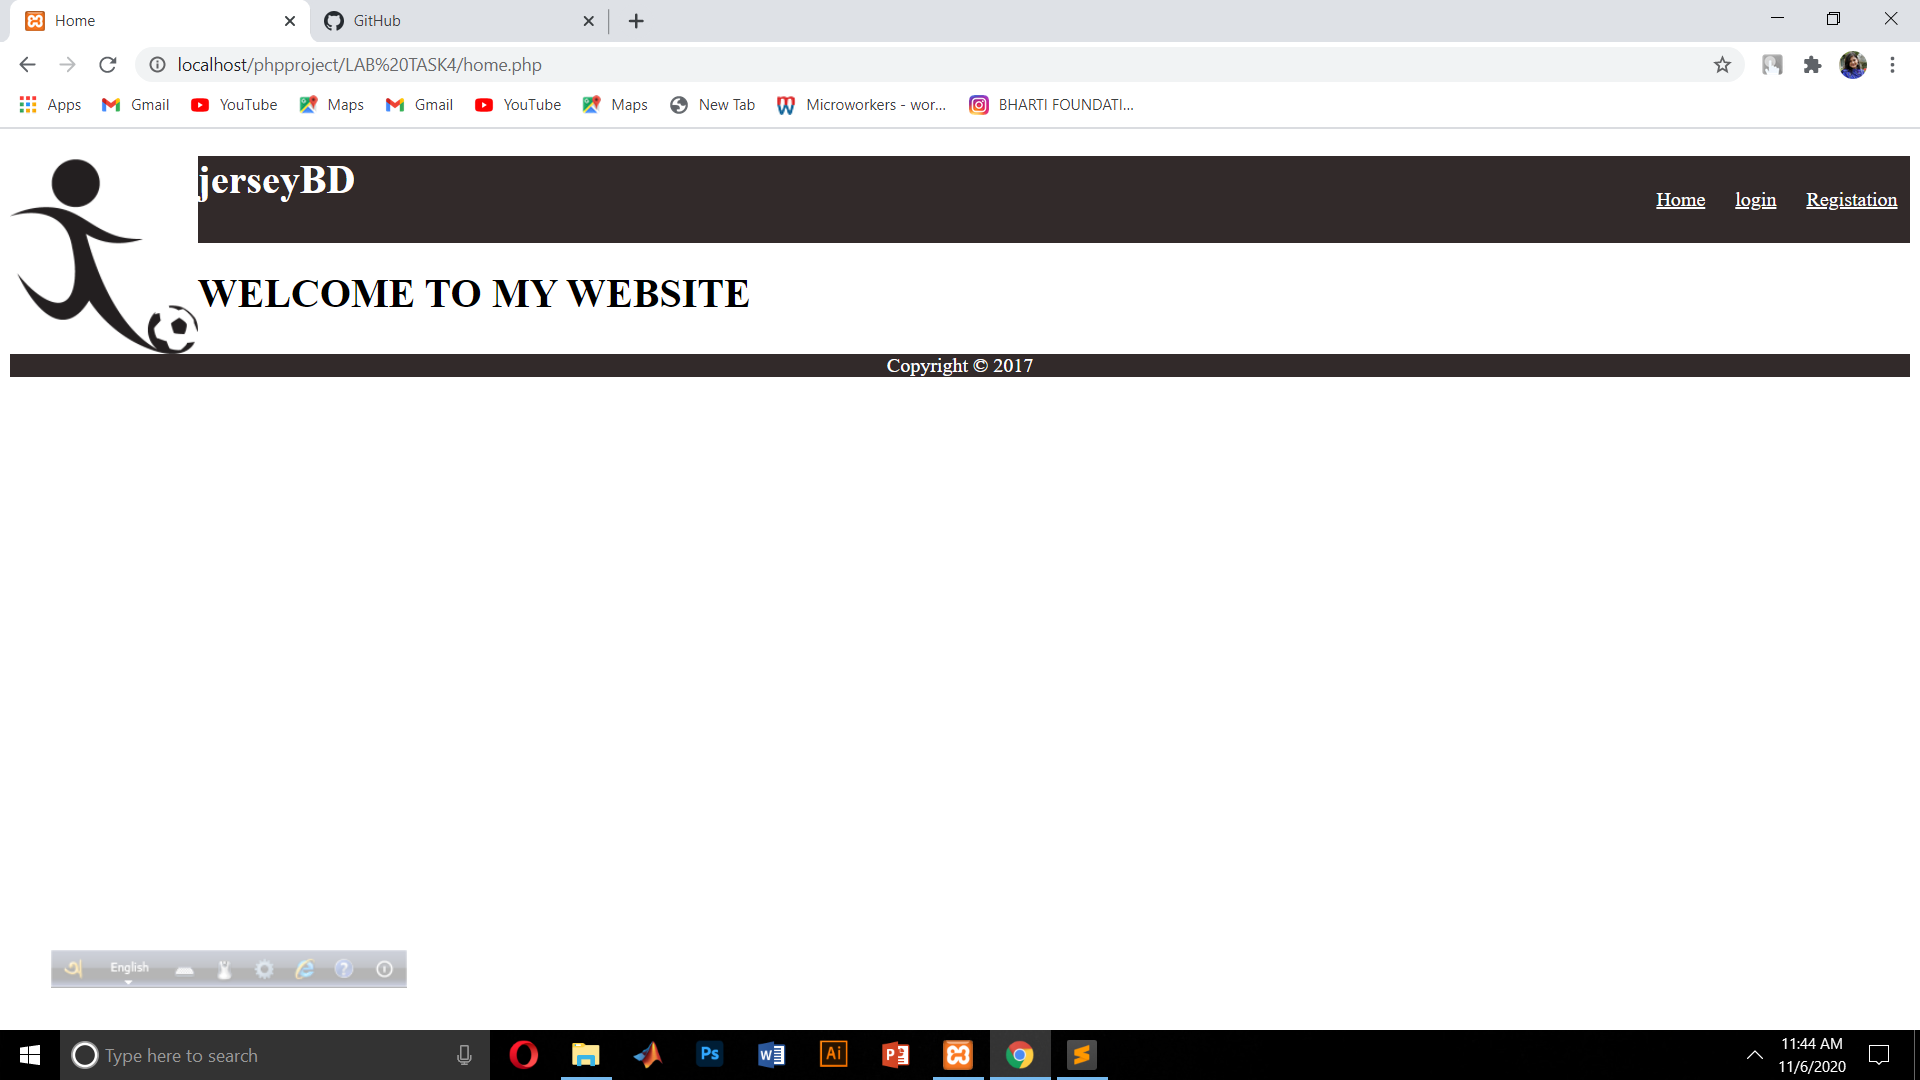 Home
GitHub
localhost/phpproject/LAB%20TASK4/home.php
Apps
Gmail
YouTube
Maps
Gmail
YouTube
Maps
New Tab
Microworkers - wor...
BHARTI FOUNDATI...
jerseyBD
Home login Registation
WELCOME TO MY WEBSITE
Copyright © 2017
অ English
Type here to search
Ps
W
Ai
P
11:44 AM
11/6/2020